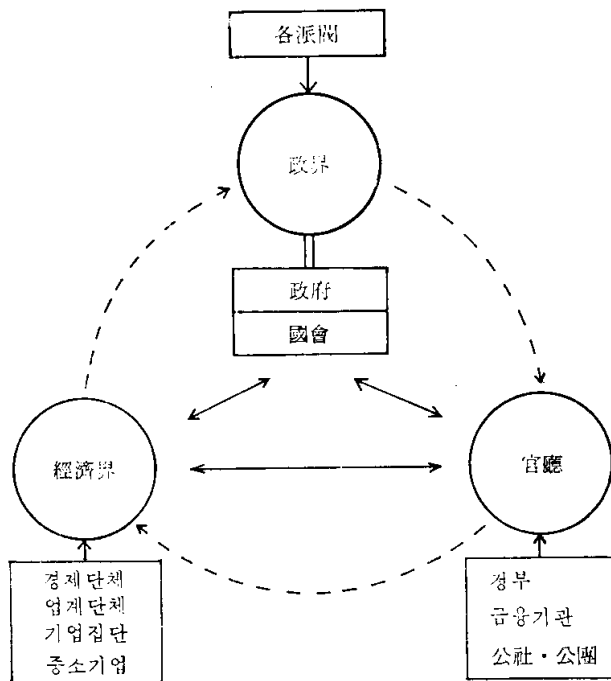 各派閥
政界
政府
國會
經濟界
官廳
경제단체
업계단체
기업집단
중소기업
정부
금융기관
公社・公團